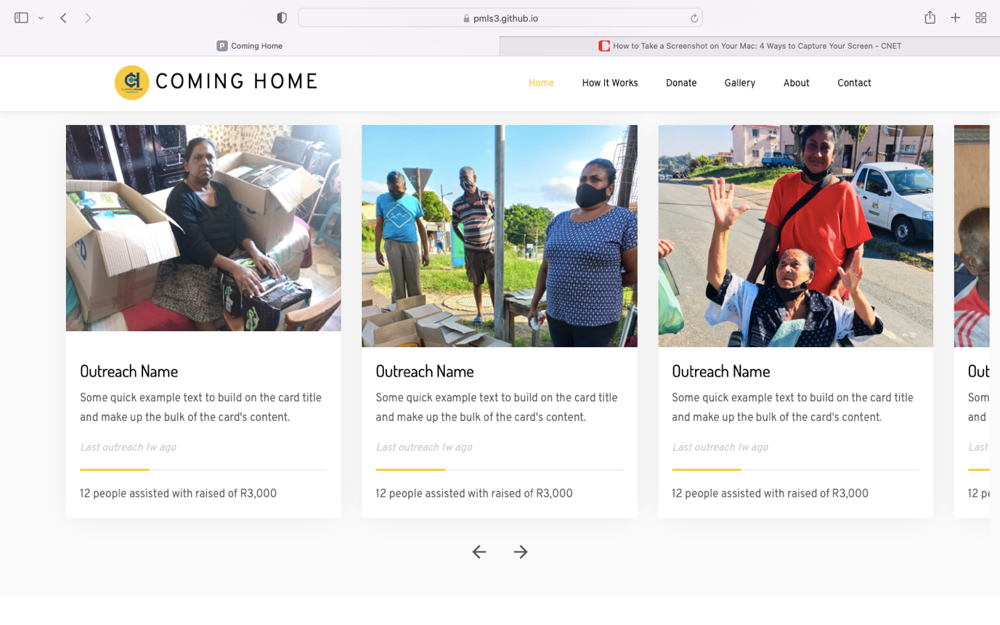 pmls3.github.io
P Coming Home
How to Take a Screenshot on Your Mac: 4 Ways to Capture Your Screen - CNET
COMING HOME
Home How It Works Donate Gallery About Contact
Outreach Name
Some quick example text to build on the card title
and make up the bulk of the card's content.
Last outreach 1w ago
12 people assisted with raised of R3,000
Outreach Name
Some quick example text to build on the card title
and make up the bulk of the card's content.
Last outreach 1w ago
12 people assisted with raised of R3,000
Outreach Name
Some quick example text to build on the card title
and make up the bulk of the card's content.
Last outreach 1w ago
12 people assisted with raised of R3,000
Out
Som
and
Last
12 pe